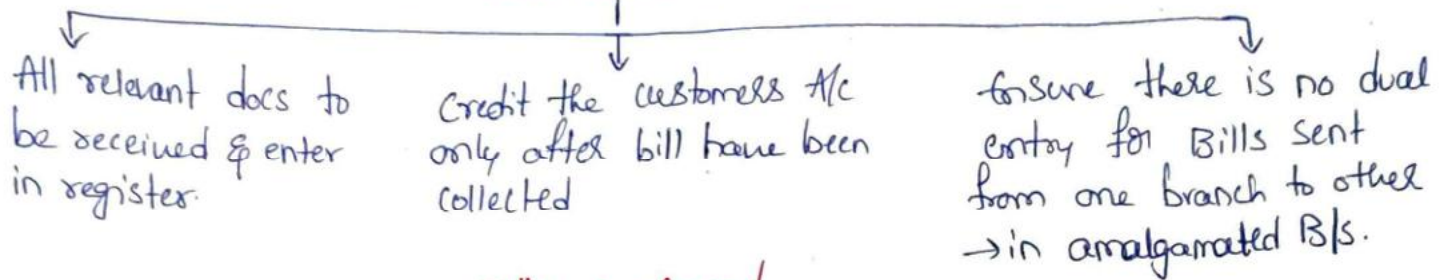 All relevant docs to
be received & enter
in register.
Credit the customers A/c
only after bill have been
collected
Ensure there is no dual
entry for Bills sent
from one branch to other
→in amalgamated B/s.